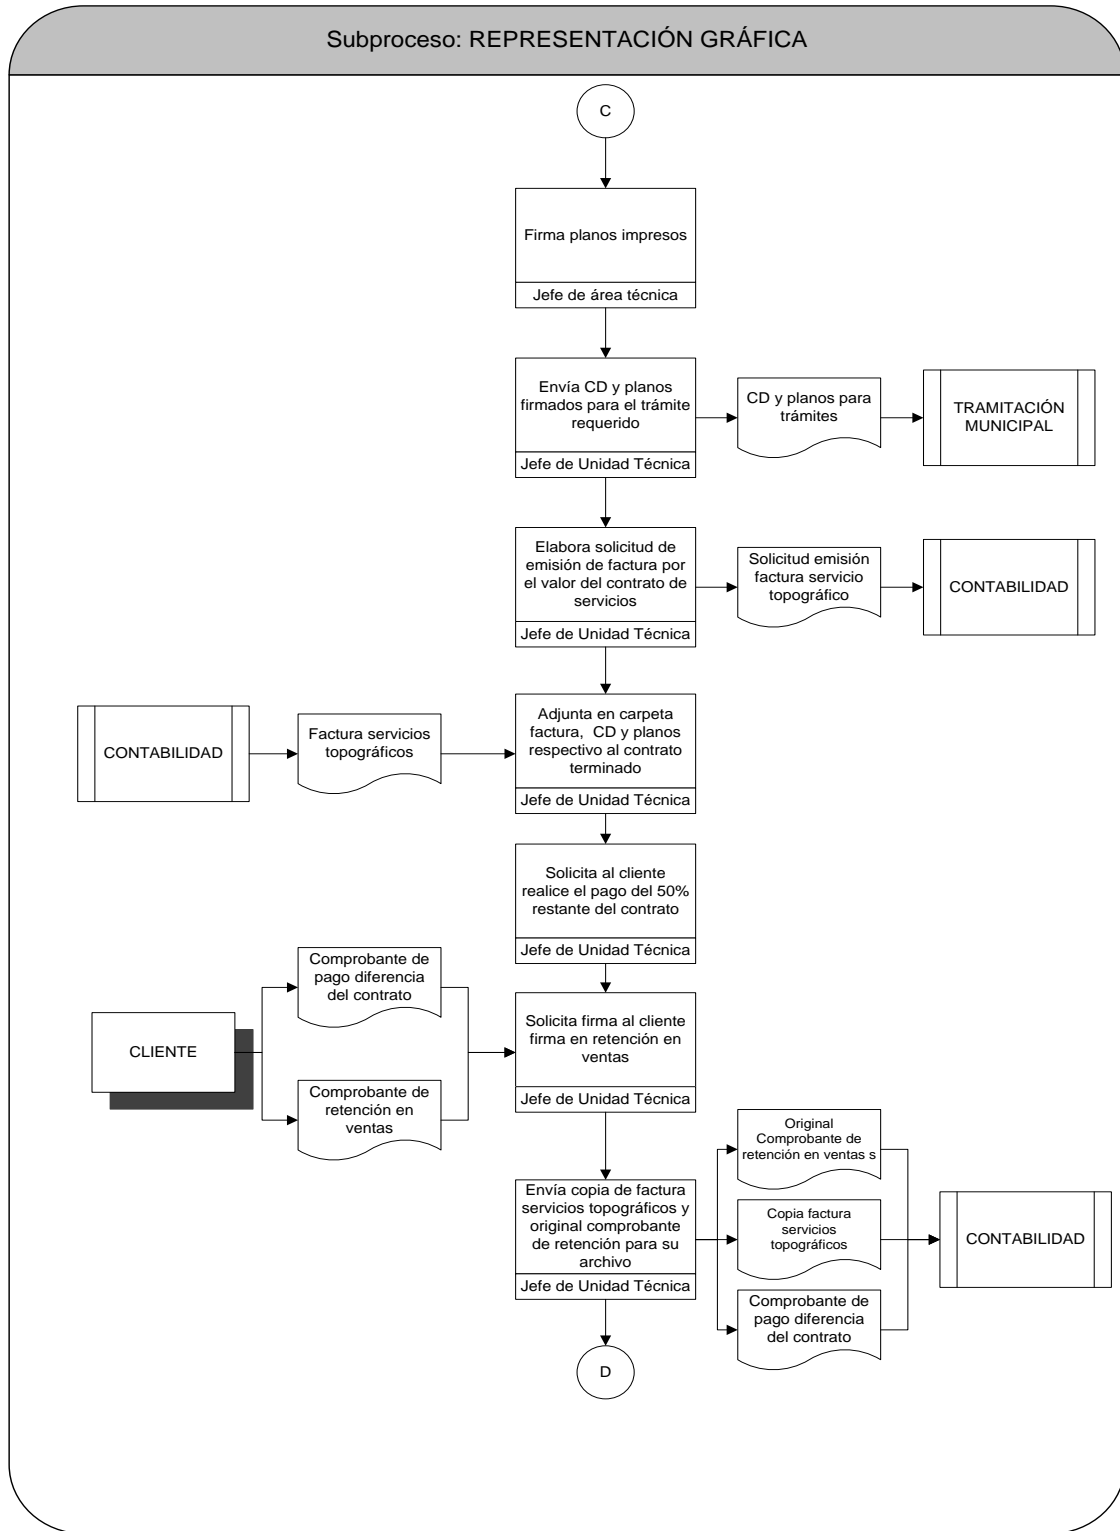 Subproceso: REPRESENTACIÓN GRÁFICA
C
Firma planos impresos
Jefe de área técnica
Envía CD y planos
firmados para el trámite
requerido
Jefe de Unidad Técnica
CD y planos para
trámites
TRAMITACIÓN
MUNICIPAL
Elabora solicitud de
emisión de factura por
el valor del contrato de
servicios
Jefe de Unidad Técnica
Solicitud emisión
factura servicio
topográfico
CONTABILIDAD
CONTABILIDAD
Factura servicios
topográficos
Adjunta en carpeta
factura, CD y planos
respectivo al contrato
terminado
Jefe de Unidad Técnica
Solicita al cliente
realice el pago del 50%
restante del contrato
Jefe de Unidad Técnica
CLIENTE
Comprobante de
pago diferencia
del contrato
Comprobante de
retención en
ventas
Solicita firma al cliente
firma en retención en
ventas
Jefe de Unidad Técnica
Envía copia de factura
servicios topográficos y
original comprobante
de retención para su
archivo
Jefe de Unidad Técnica
Original
Comprobante de
retención en ventas s
Copia factura
servicios
topográficos
Comprobante de
pago diferencia
del contrato
CONTABILIDAD
D